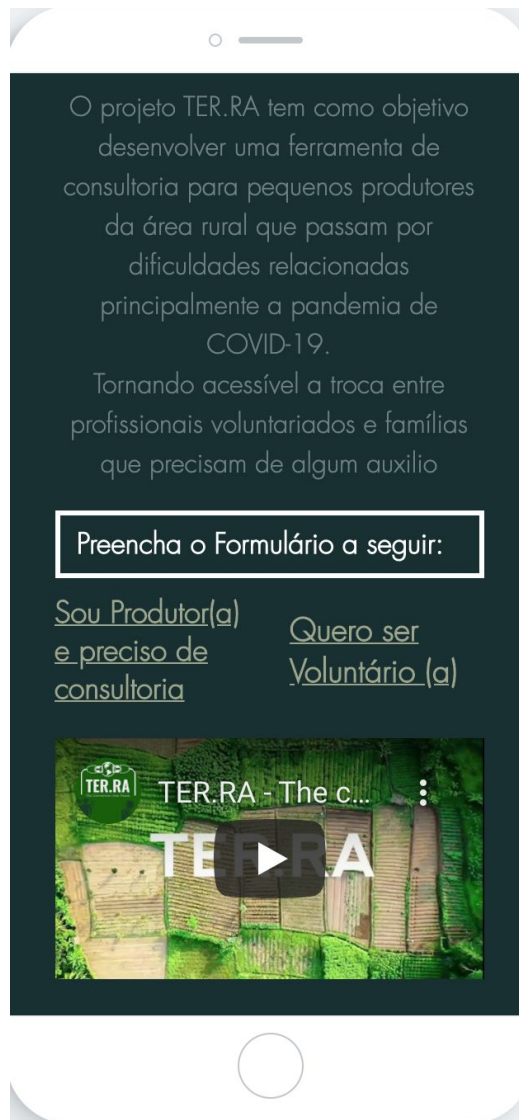 O projeto TER.RA tem como objetivo
desenvolver uma ferramenta de
consultoria para pequenos produtores
da área rural que passam por
dificuldades relacionadas
principalmente a pandemia de
COVID-19.
Tornando acessível a troca entre
profissionais voluntariados e famílias
que precisam de algum auxilio
Preencha o Formulário a seguir:
Sou Produtor(a)
e preciso de
consultoria
Quero ser
Voluntário (a)
TER.RA
TER.RA - The c...
TER.RA